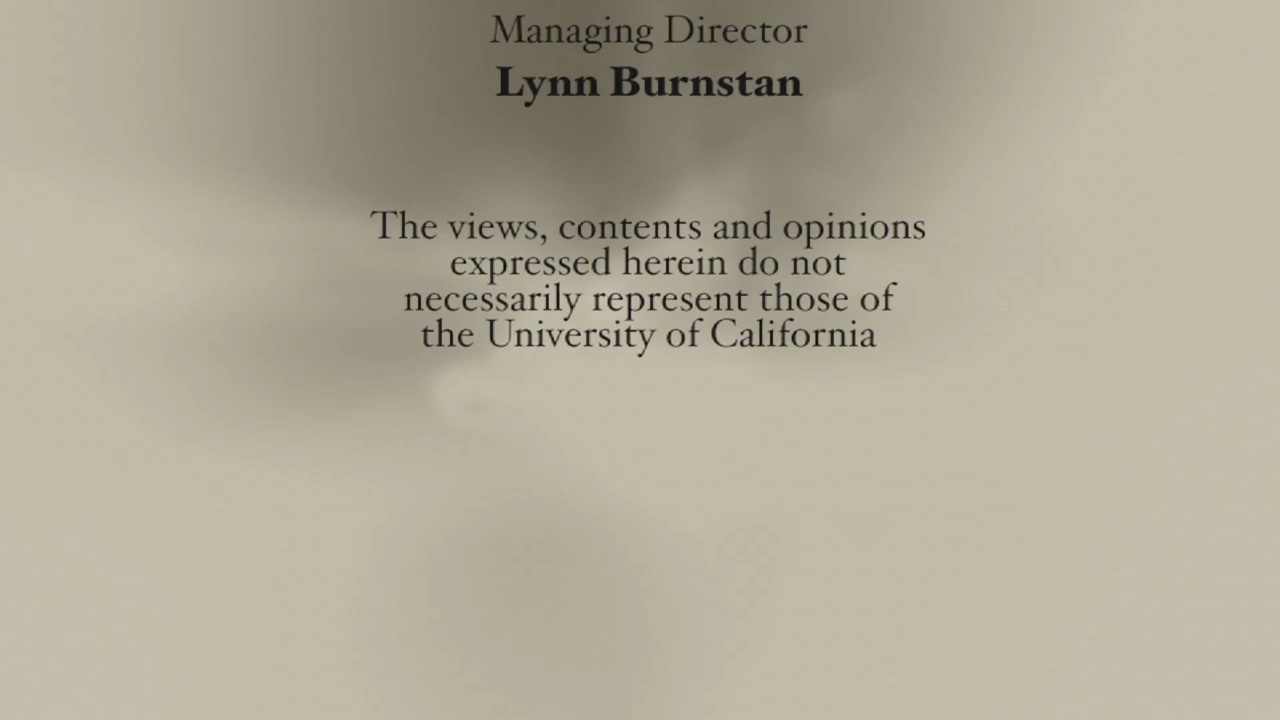 Managing Director
Lynn Burnstan
The views, contents and opinions
expressed herein do not
necessarily represent those of
the University of California